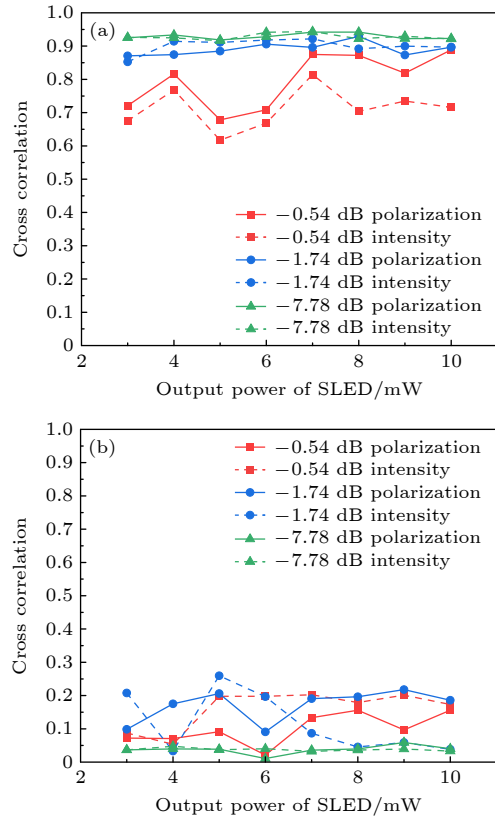 1.0
(a)
0.9
0.8
0.7
0.6
0.5
0.4
0.3
0.2
0.1
0
Cross correlation
−0.54 dB polarization
−0.54 dB intensity
−1.74 dB polarization
−1.74 dB intensity
−7.78 dB polarization
−7.78 dB intensity
2 4 6 8 10
Output power of SLED/mW
1.0
(b)
0.9
0.8
0.7
0.6
0.5
0.4
0.3
0.2
0.1
0
Cross correlation
−0.54 dB polarization
−0.54 dB intensity
−1.74 dB polarization
−1.74 dB intensity
−7.78 dB polarization
−7.78 dB intensity
2 4 6 8 10
Output power of SLED/mW